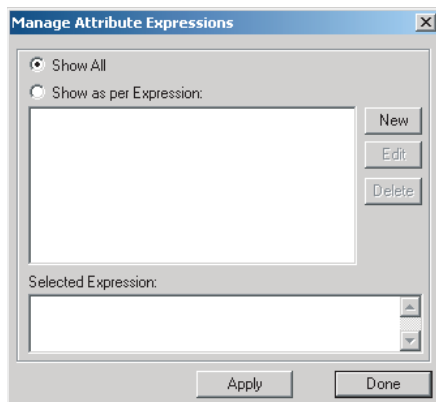 Manage Attribute Expressions
Show All
Show as per Expression:
New
Edit
Delete
Selected Expression:
Apply
Done